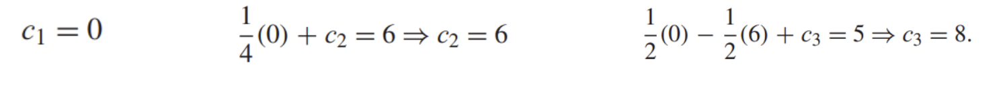 c₁ = 0    1/4(0) + c₂ = 6 ⇒ c₂ = 6    1/2(0) − 1/2(6) + c₃ = 5 ⇒ c₃ = 8.